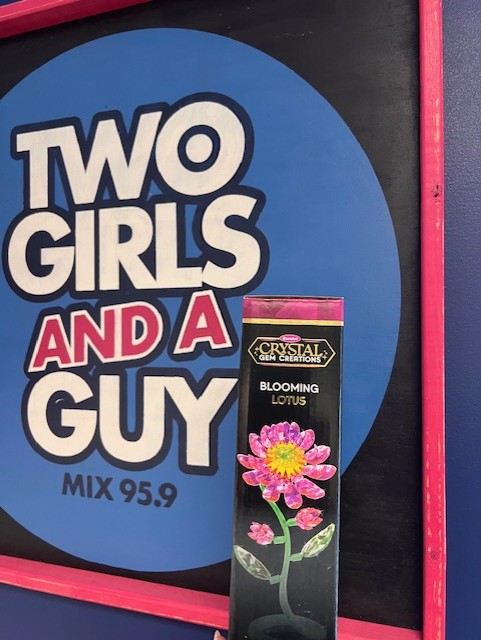 TWO
GIRLS
AND A
GUY
MIX 95.9
CRYSTAL
GEM CREATIONS
BLOOMING
LOTUS